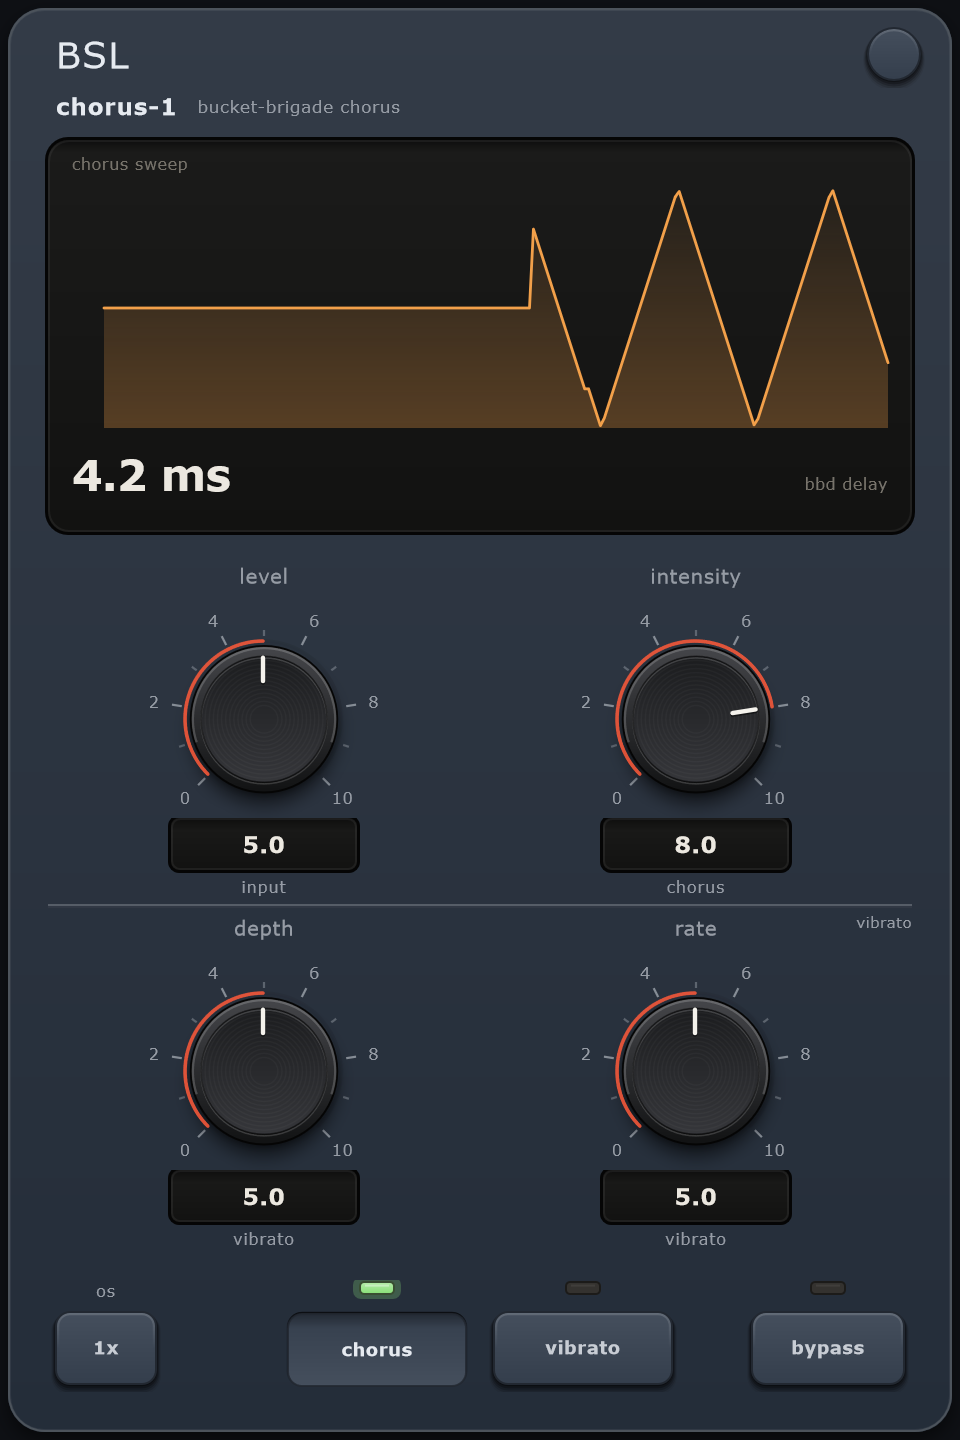 BSL
chorus-1 bucket-brigade chorus
chorus sweep
4.2 ms bbd delay
level intensity
4 6 4 6
2 8 2 8
0 10 0 10
5.0 8.0
input chorus
vibrato
depth rate
4 6 4 6
2 8 2 8
0 10 0 10
5.0 5.0
vibrato vibrato
os
1x chorus vibrato bypass